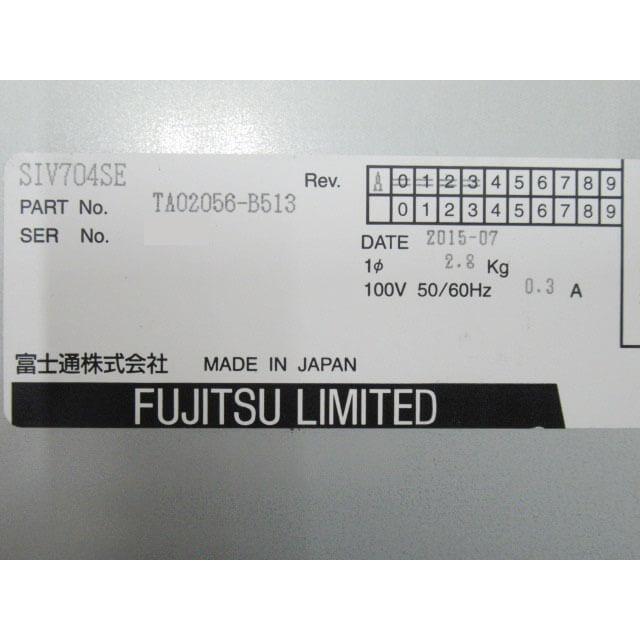 SIV704SE
PART No. TA02056-B513
SER No.
Rev. A 0 1 2 3 4 5 6 7 8 9
0 1 2 3 4 5 6 7 8 9
DATE 2015-07
1φ 2.8 Kg
100V 50/60Hz 0.3 A
富士通株式会社 MADE IN JAPAN
FUJITSU LIMITED